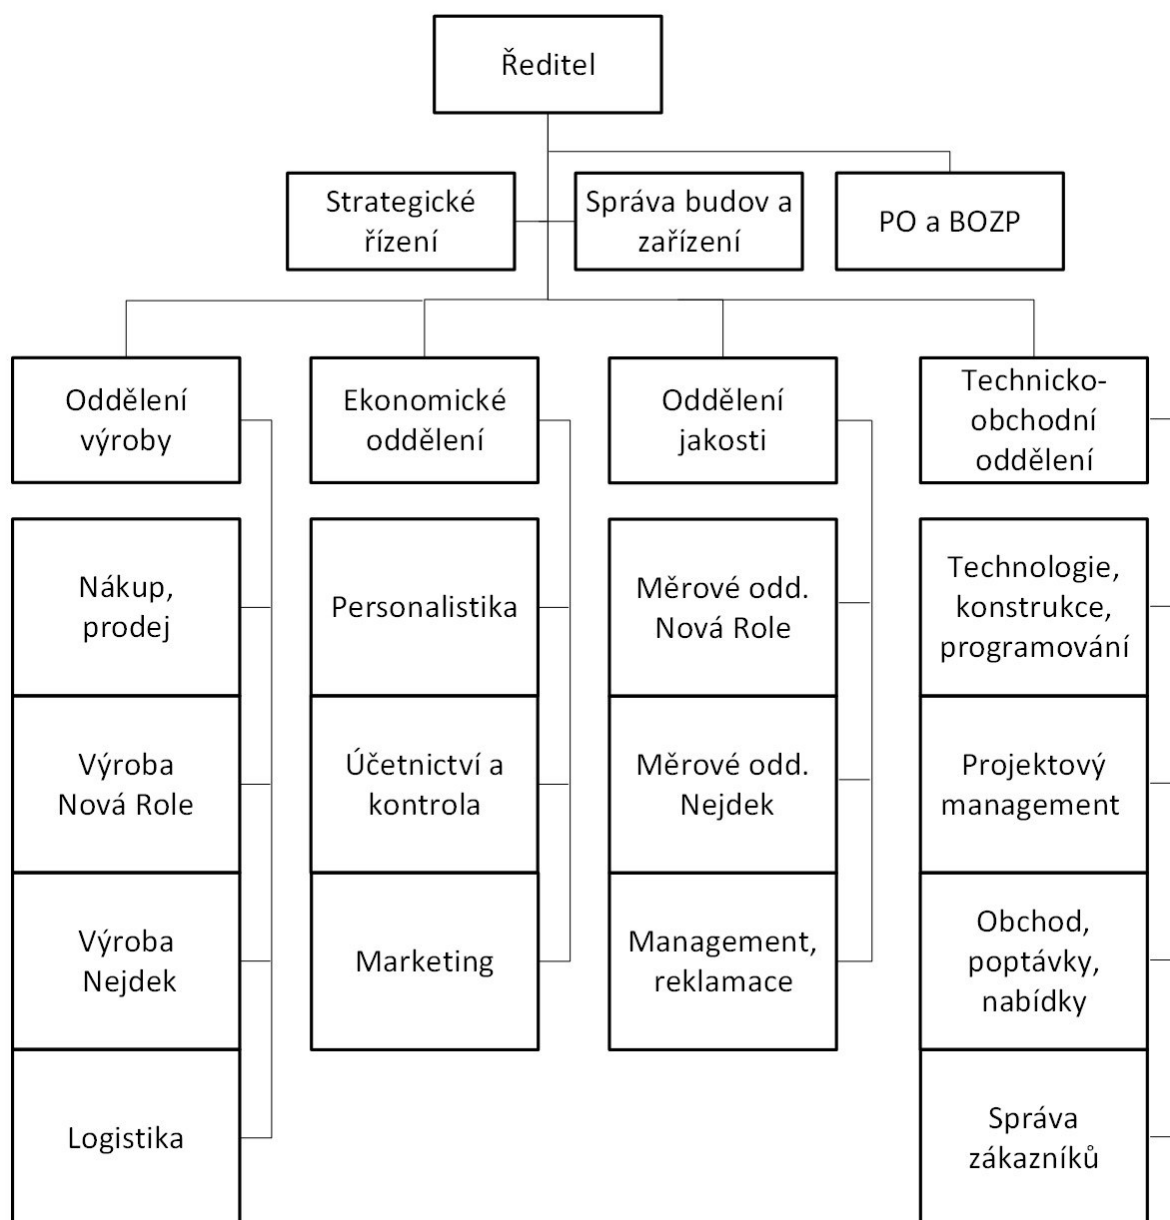 Ředitel
Strategické
řízení
Správa budov a
zařízení
PO a BOZP
Oddělení
výroby
Ekonomické
oddělení
Oddělení
jakosti
Technicko-
obchodní
oddělení
Nákup,
prodej
Personalistika
Měrové odd.
Nová Role
Technologie,
konstrukce,
programování
Výroba
Nová Role
Účetnictví a
kontrola
Měrové odd.
Nejdek
Projektový
management
Výroba
Nejdek
Marketing
Management,
reklamace
Obchod,
poptávky,
nabídky
Logistika
Správa
zákazníků